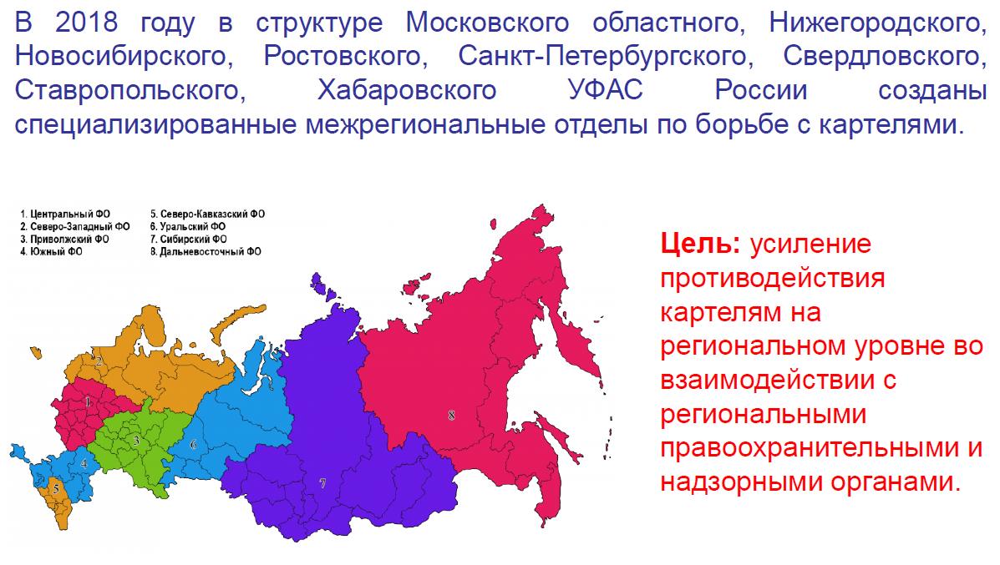 В 2018 году в структуре Московского областного, Нижегородского,
Новосибирского, Ростовского, Санкт-Петербургского, Свердловского,
Ставропольского, Хабаровского УФАС России созданы
специализированные межрегиональные отделы по борьбе с картелями.
1. Центральный ФО
2. Северо-Западный ФО
3. Приволжский ФО
4. Южный ФО
5. Северо-Кавказский ФО
6. Уральский ФО
7. Сибирский ФО
8. Дальневосточный ФО
Цель: усиление
противодействия
картелям на
региональном уровне во
взаимодействии с
региональными
правоохранительными и
надзорными органами.
2
1
3
4
5
6
7
8